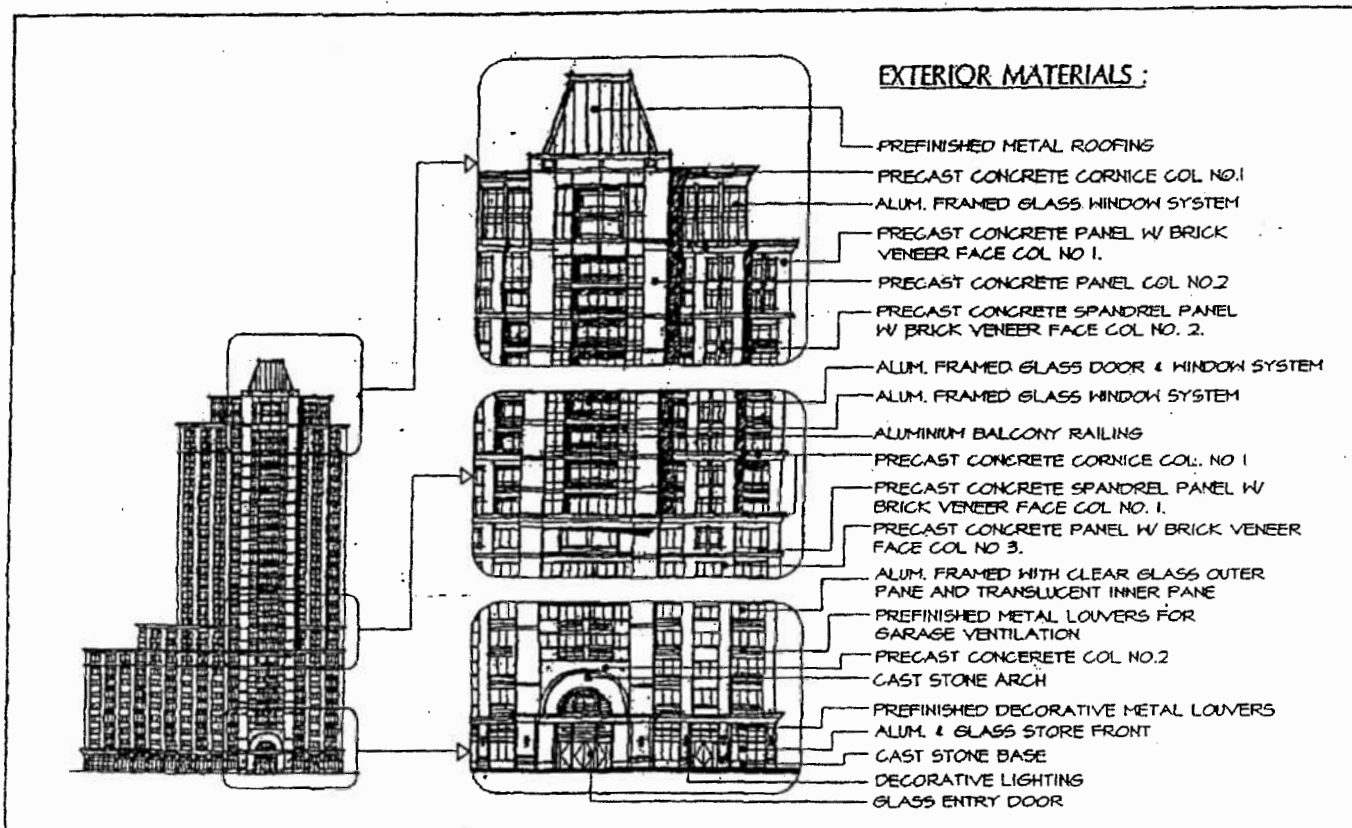 EXTERIOR MATERIALS :
PREFINISHED METAL ROOFING
PRECAST CONCRETE CORNICE COL NO.1
ALUM. FRAMED GLASS WINDOW SYSTEM
PRECAST CONCRETE PANEL W/ BRICK
VENEER FACE COL NO 1.
PRECAST CONCRETE PANEL COL NO.2
PRECAST CONCRETE SPANDREL PANEL
W/ BRICK VENEER FACE COL NO. 2.
ALUM. FRAMED GLASS DOOR & WINDOW SYSTEM
ALUM. FRAMED GLASS WINDOW SYSTEM
ALUMINIUM BALCONY RAILING
PRECAST CONCRETE CORNICE COL. NO 1
PRECAST CONCRETE SPANDREL PANEL W/
BRICK VENEER FACE COL NO. 1.
PRECAST CONCRETE PANEL W/ BRICK VENEER
FACE COL NO 3.
ALUM. FRAMED WITH CLEAR GLASS OUTER
PANE AND TRANSLUCENT INNER PANE
PREFINISHED METAL LOUVERS FOR
GARAGE VENTILATION
PRECAST CONCERETE COL NO.2
CAST STONE ARCH
PREFINISHED DECORATIVE METAL LOUVERS
ALUM. & GLASS STORE FRONT
CAST STONE BASE
DECORATIVE LIGHTING
GLASS ENTRY DOOR